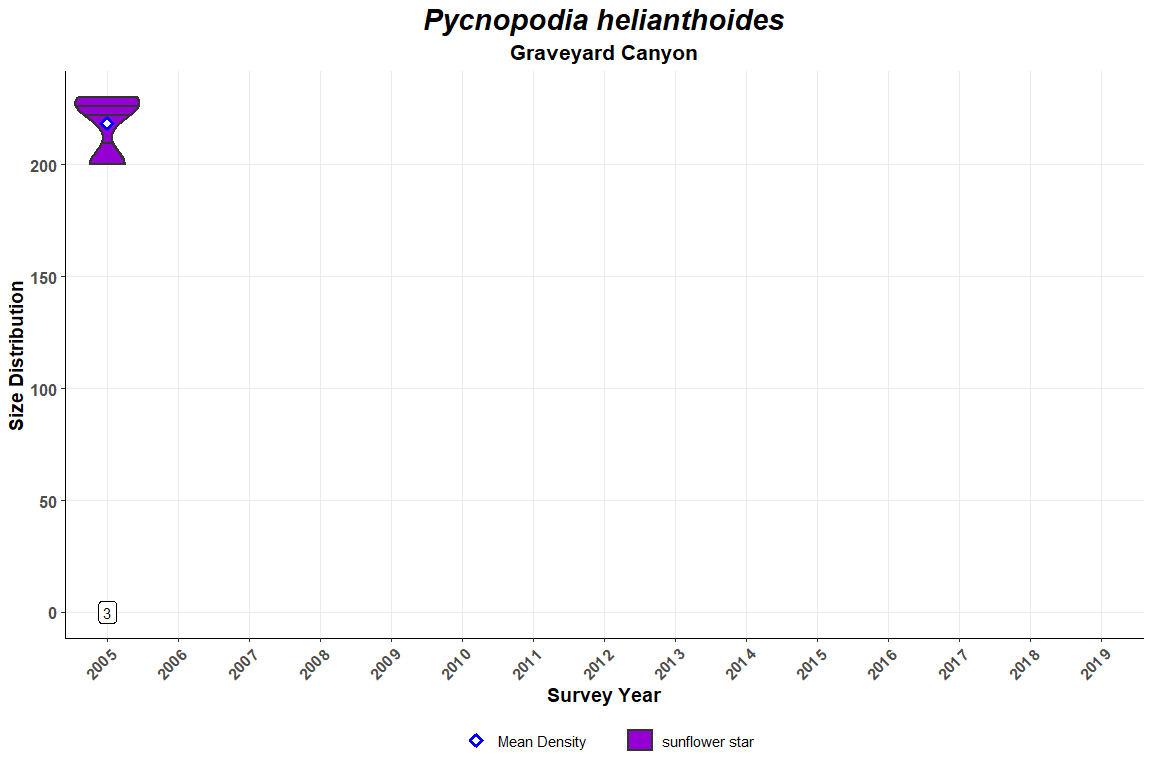 Pycnopodia helianthoides
Graveyard Canyon
Size Distribution
200
150
100
50
0
3
2005 2006 2007 2008 2009 2010 2011 2012 2013 2014 2015 2016 2017 2018 2019
Survey Year
Mean Density sunflower star